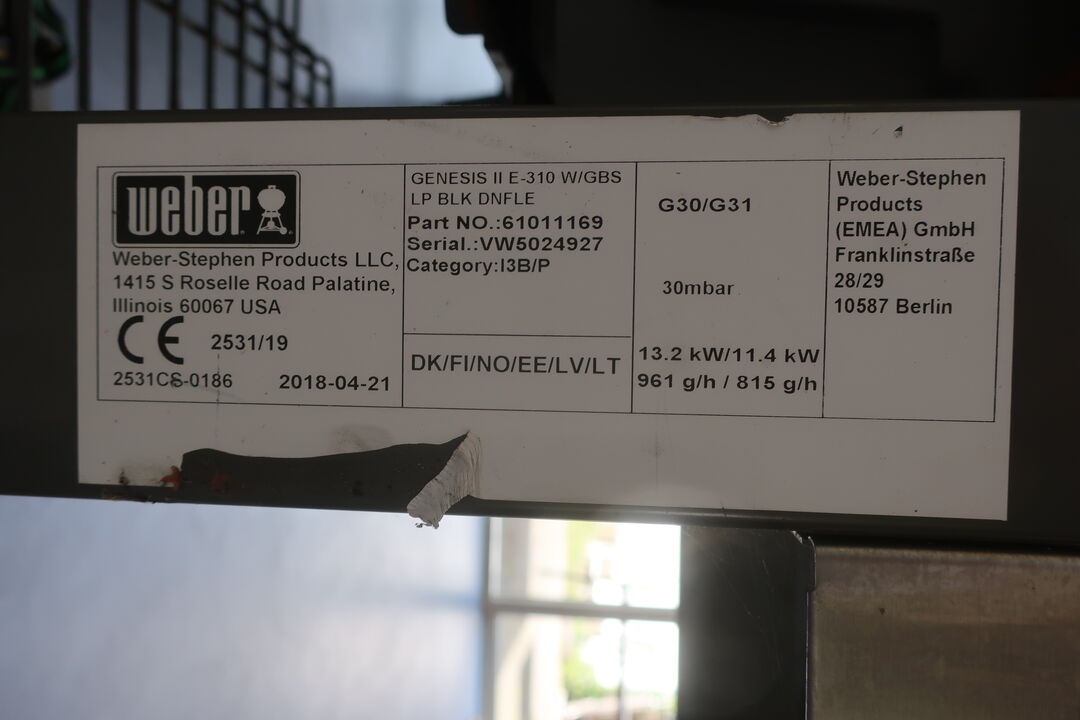 weber
Weber-Stephen Products LLC,
1415 S Roselle Road Palatine,
Illinois 60067 USA
CE 2531/19
2531CS-0186 2018-04-21
GENESIS II E-310 W/GBS
LP BLK DNFLE
Part NO.:61011169
Serial.:VW5024927
Category:I3B/P
DK/FI/NO/EE/LV/LT
G30/G31
30mbar
13.2 kW/11.4 kW
961 g/h / 815 g/h
Weber-Stephen
Products
(EMEA) GmbH
Franklinstraße
28/29
10587 Berlin